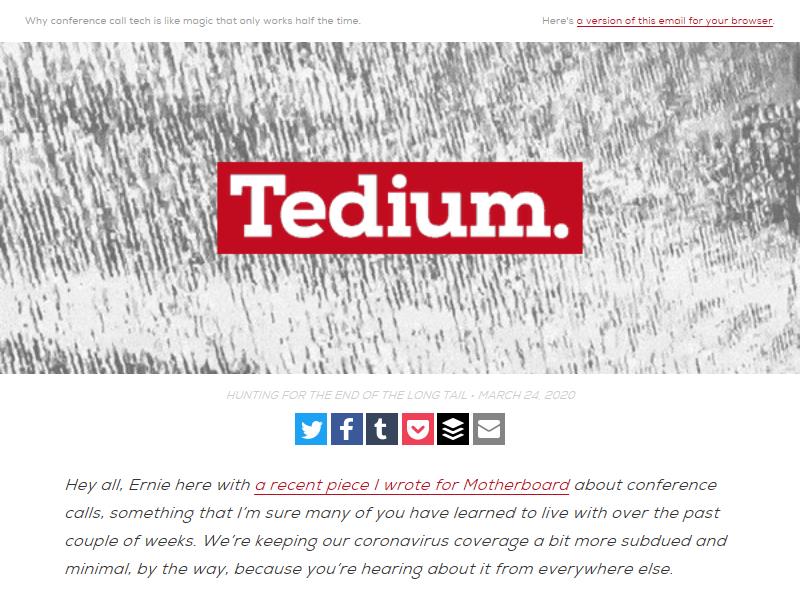 Why conference call tech is like magic that only works half the time.
Here's a version of this email for your browser.
Tedium.
HUNTING FOR THE END OF THE LONG TAIL • MARCH 24, 2020
Hey all, Ernie here with a recent piece I wrote for Motherboard about conference
calls, something that I'm sure many of you have learned to live with over the past
couple of weeks. We're keeping our coronavirus coverage a bit more subdued and
minimal, by the way, because you're hearing about it from everywhere else.